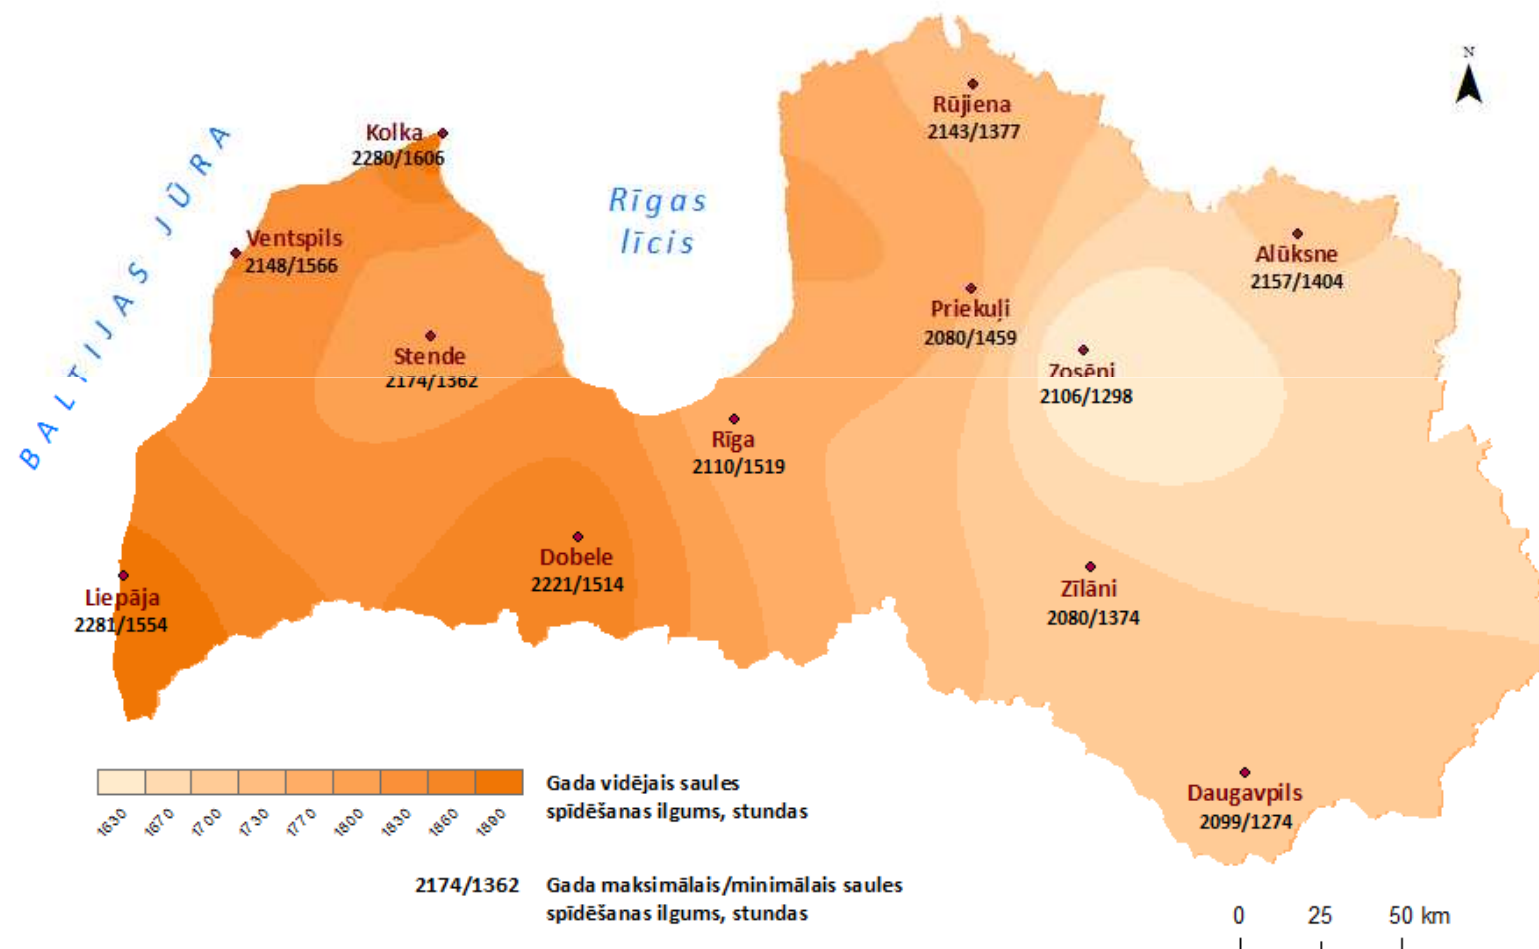 N
Rūjiena
2143/1377
Kolka
2280/1606
BALTIJAS JŪRA
Rīgas
līcis
Ventspils
2148/1566
Alūksne
2157/1404
Priekuļi
2080/1459
Stende
2174/1362
Zosēni
2106/1298
Rīga
2110/1519
Dobele
2221/1514
Zīlāni
2080/1374
Liepāja
2281/1554
Daugavpils
2099/1274
Gada vidējais saules
spīdēšanas ilgums, stundas
1630 1670 1700 1730 1770 1800 1830 1860 1890
2174/1362 Gada maksimālais/minimālais saules
spīdēšanas ilgums, stundas
0 25 50 km